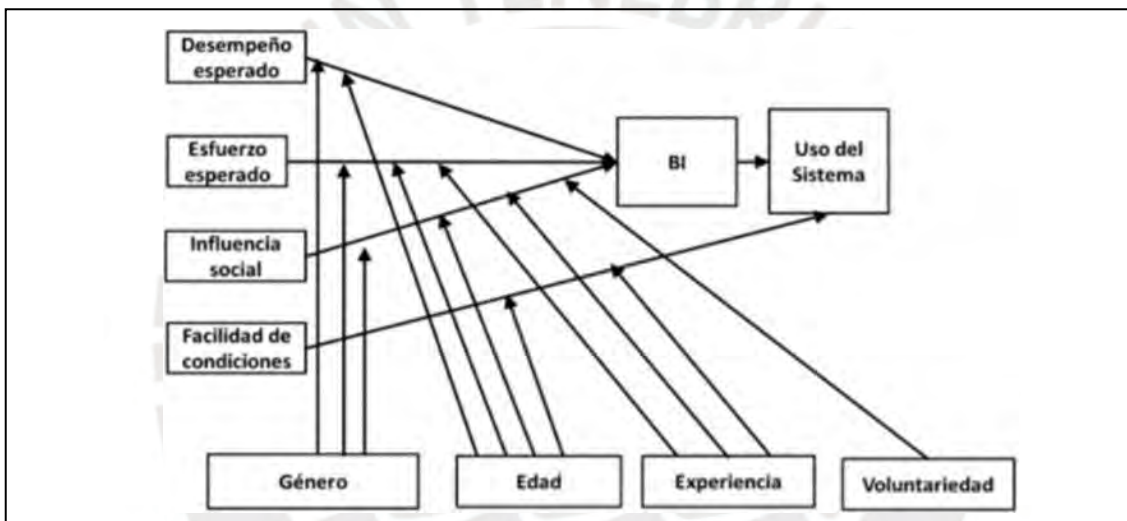 Desempeño
esperado
Esfuerzo
esperado
Influencia
social
Facilidad de
condiciones
BI
Uso del
Sistema
Género
Edad
Experiencia
Voluntariedad